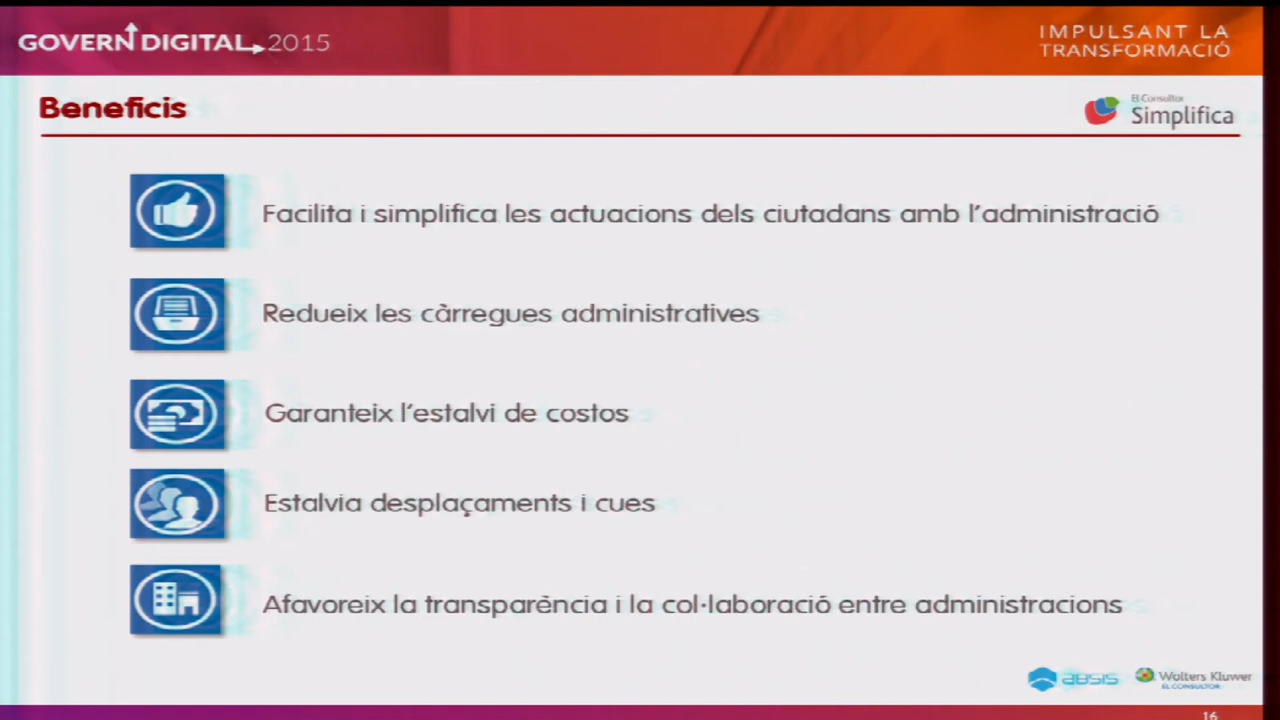 GOVERN DIGITAL 2015
IMPULSANT LA
TRANSFORMACIÓ
Beneficis
El Consultor
Simplifica
Facilita i simplifica les actuacions dels ciutadans amb l'administració
Redueix les càrregues administratives
Garanteix l'estalvi de costos
Estalvia desplaçaments i cues
Afavoreix la transparència i la col·laboració entre administracions
absis
Wolters Kluwer
EL CONSULTOR
16